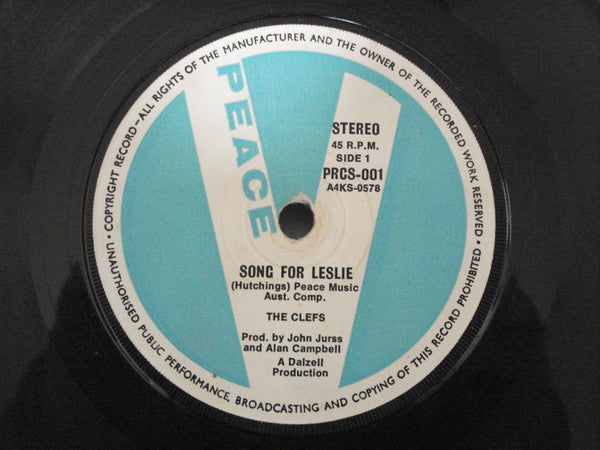 • COPYRIGHT RECORD—ALL RIGHTS OF THE MANUFACTURER AND THE OWNER OF THE RECORDED WORK RESERVED •
UNAUTHORISED PUBLIC PERFORMANCE, BROADCASTING AND COPYING OF THIS RECORD PROHIBITED •
PEACE
STEREO
45 R.P.M.
SIDE 1
PRCS-001
A4KS-0578
SONG FOR LESLIE
(Hutchings) Peace Music
Aust. Comp.
THE CLEFS
Prod. by John Jurss
and Alan Campbell
A Dalzell
Production